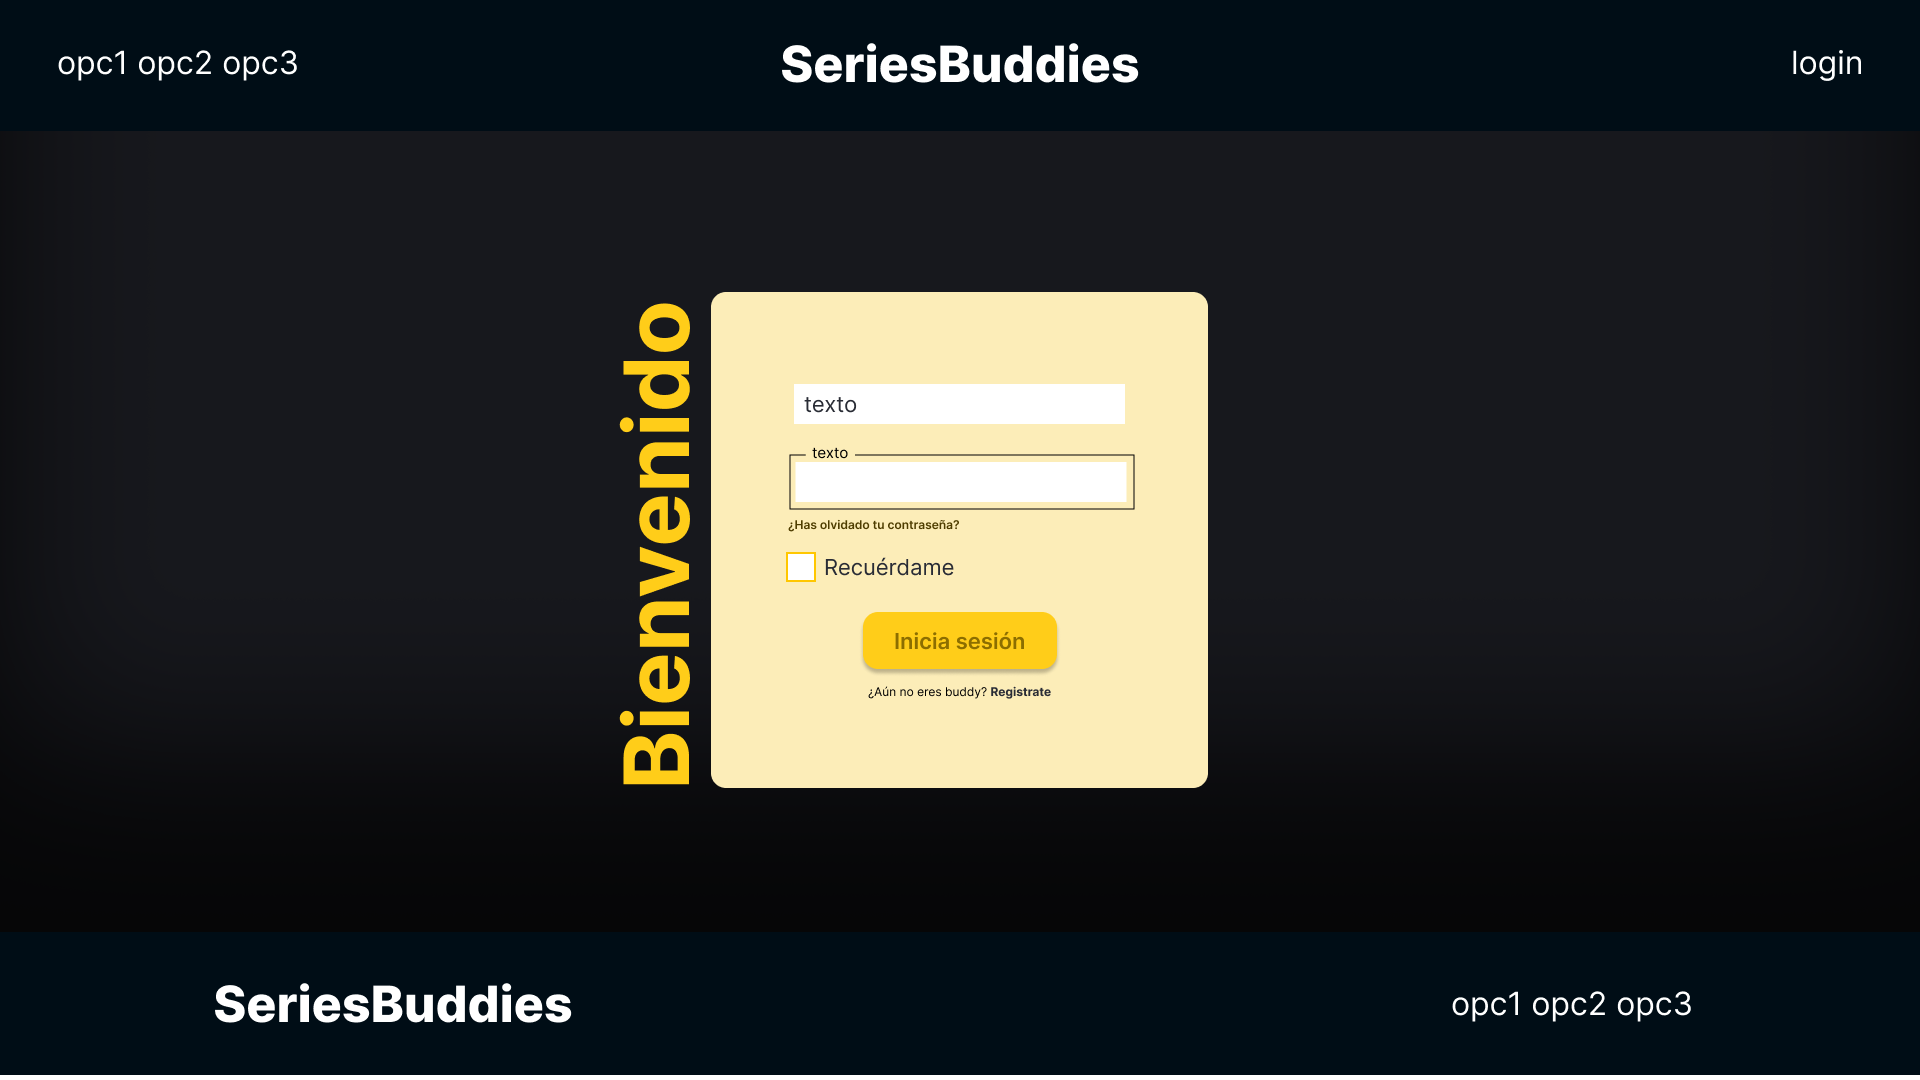 opc1 opc2 opc3
SeriesBuddies
login
Bienvenido
texto
texto
¿Has olvidado tu contraseña?
Recuérdame
Inicia sesión
¿Aún no eres buddy? Registrate
SeriesBuddies
opc1 opc2 opc3